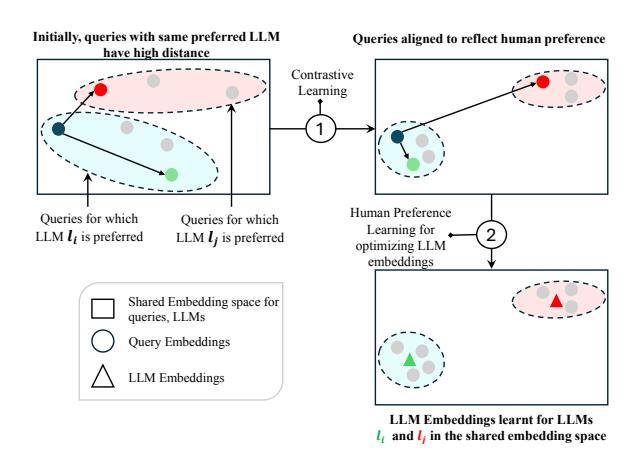 Initially, queries with same preferred LLM
have high distance
Queries aligned to reflect human preference
Contrastive
Learning
1
Queries for which
LLM l_i is preferred
Queries for which
LLM l_j is preferred
Human Preference
Learning for
optimizing LLM
embeddings
2
Shared Embedding space for
queries, LLMs
Query Embeddings
LLM Embeddings
LLM Embeddings learnt for LLMs
l_i and l_j in the shared embedding space